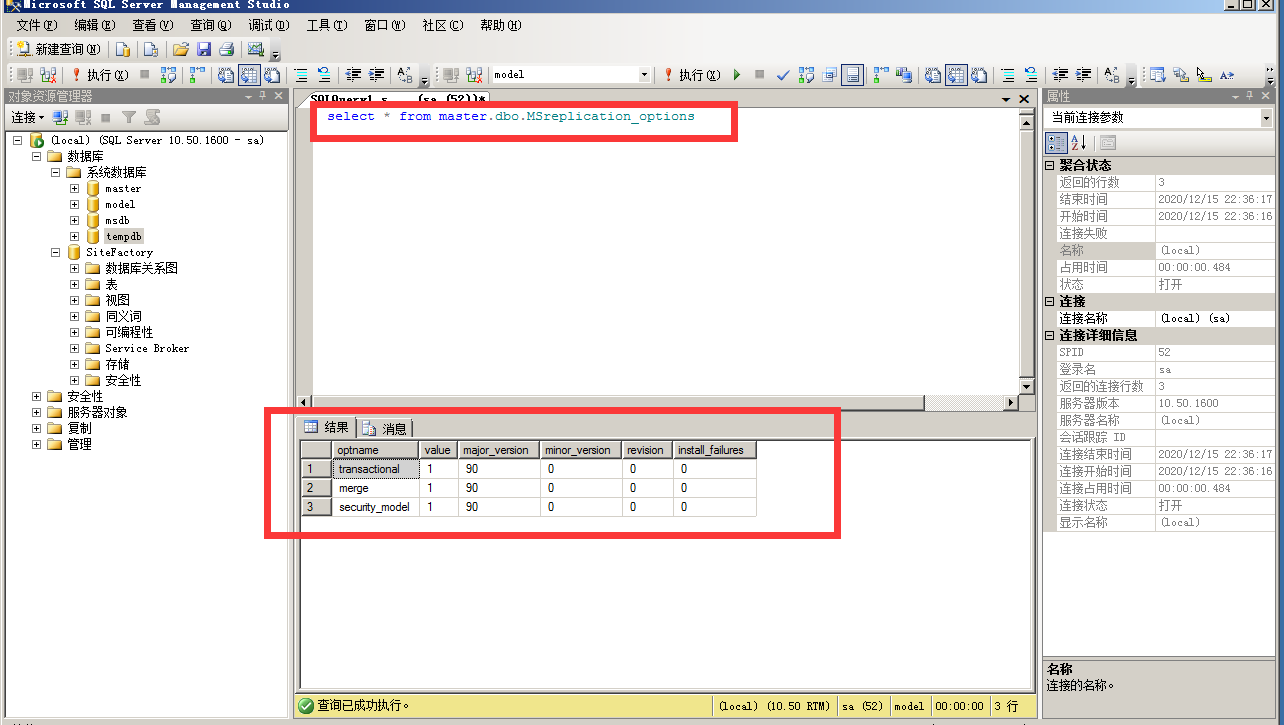 Microsoft SQL Server Management Studio
文件(F) 编辑(E) 查看(V) 查询(Q) 调试(D) 工具(T) 窗口(W) 社区(C) 帮助(H)
新建查询(N)
执行(X) model 执行(X)
对象资源管理器
连接
(local) (SQL Server 10.50.1600 - sa)
数据库
系统数据库
master
model
msdb
tempdb
SiteFactory
数据库关系图
表
视图
同义词
可编程性
Service Broker
存储
安全性
安全性
服务器对象
复制
管理
(sa (52))*
select * from master.dbo.MSreplication_options
结果 消息
optname value major_version minor_version revision install_failures
1 transactional 1 90 0 0 0
2 merge 1 90 0 0 0
3 security_model 1 90 0 0 0
查询已成功执行。 (local) (10.50 RTM) sa (52) model 00:00:00 3 行
属性
当前连接参数
聚合状态
返回的行数 3
结束时间 2020/12/15 22:36:17
开始时间 2020/12/15 22:36:16
连接失败
名称 (local)
占用时间 00:00:00.484
状态 打开
连接
连接名称 (local) (sa)
连接详细信息
SPID 52
登录名 sa
返回的连接行数 3
服务器版本 10.50.1600
服务器名称 (local)
会话跟踪 ID
连接结束时间 2020/12/15 22:36:17
连接开始时间 2020/12/15 22:36:16
连接占用时间 00:00:00.484
连接状态 打开
显示名称 (local)
名称
连接的名称。